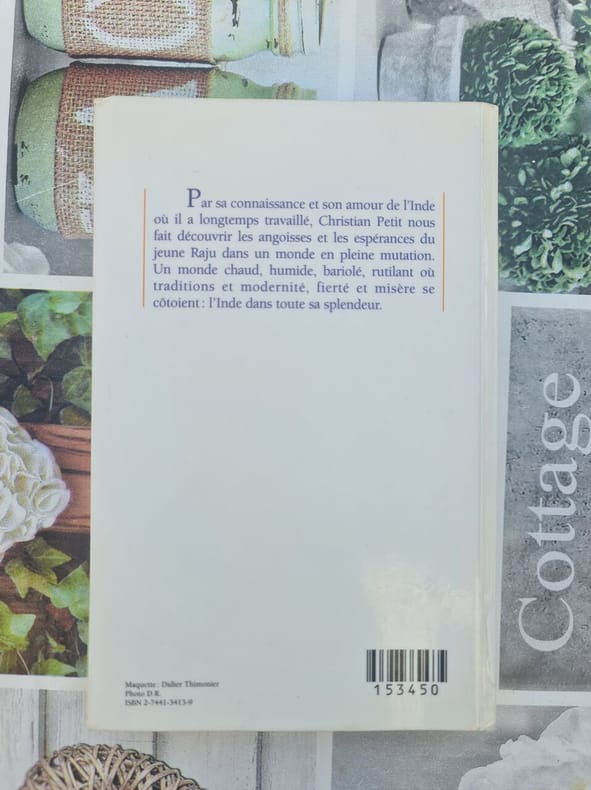 Par sa connaissance et son amour de l'Inde
où il a longtemps travaillé, Christian Petit nous
fait découvrir les angoisses et les espérances du
jeune Raju dans un monde en pleine mutation.
Un monde chaud, humide, bariolé, rutilant où
traditions et modernité, fierté et misère se
côtoient : l'Inde dans toute sa splendeur.
Cottage
153450
Maquette : Didier Thimonier
Photo D.R.
ISBN 2-7441-3413-9